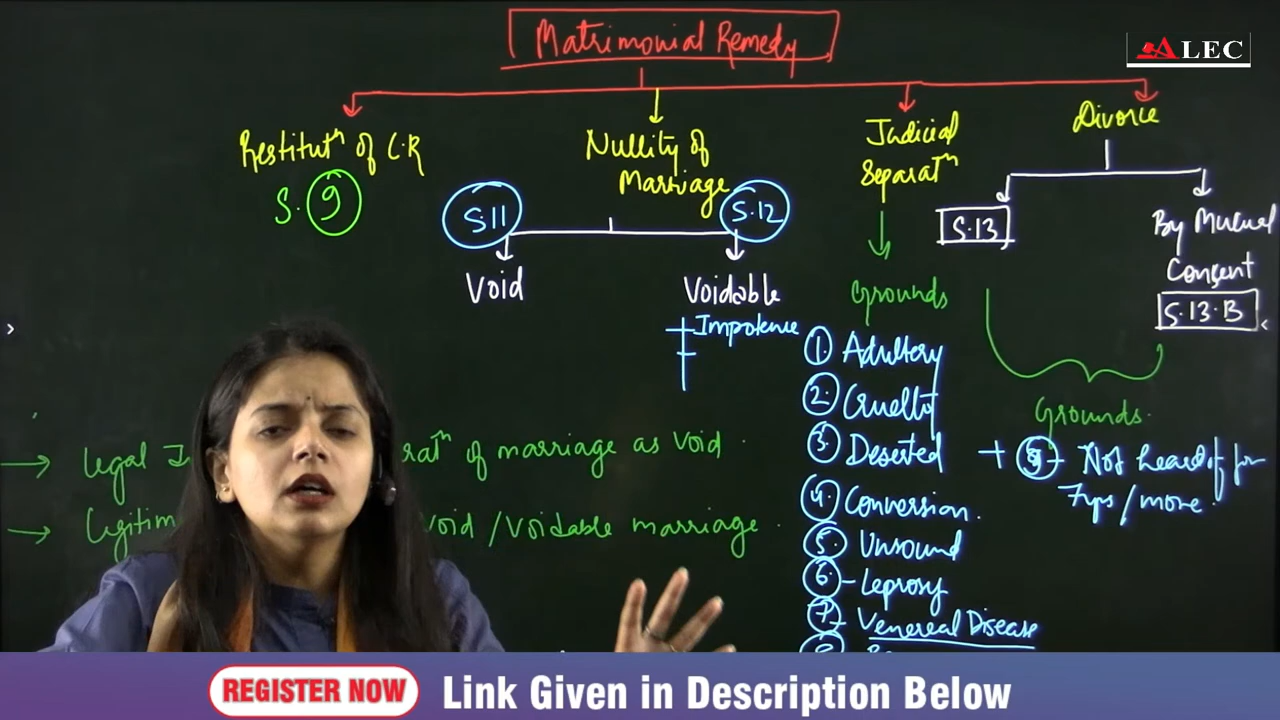 Matrimonial Remedy
ALEC
Restitutⁿ of C.R
S. 9
Nullity of
Marriage
S.11
S.12
Void
Voidable
Impotence
Judicial
Separatⁿ
Grounds
1. Adultery
2. Cruelty
3 Deserted
4. Conversion.
5. Unsound
6. - Leprosy
7 - Venereal Disease
Divorce
S.13
By Mutual
Consent
S.13.B
Grounds.
+ 9 - Not heard of for
7yrs/more.
→ legal
of marriage as void.
→ legitim
void/voidable marriage.
REGISTER NOW
Link Given in Description Below